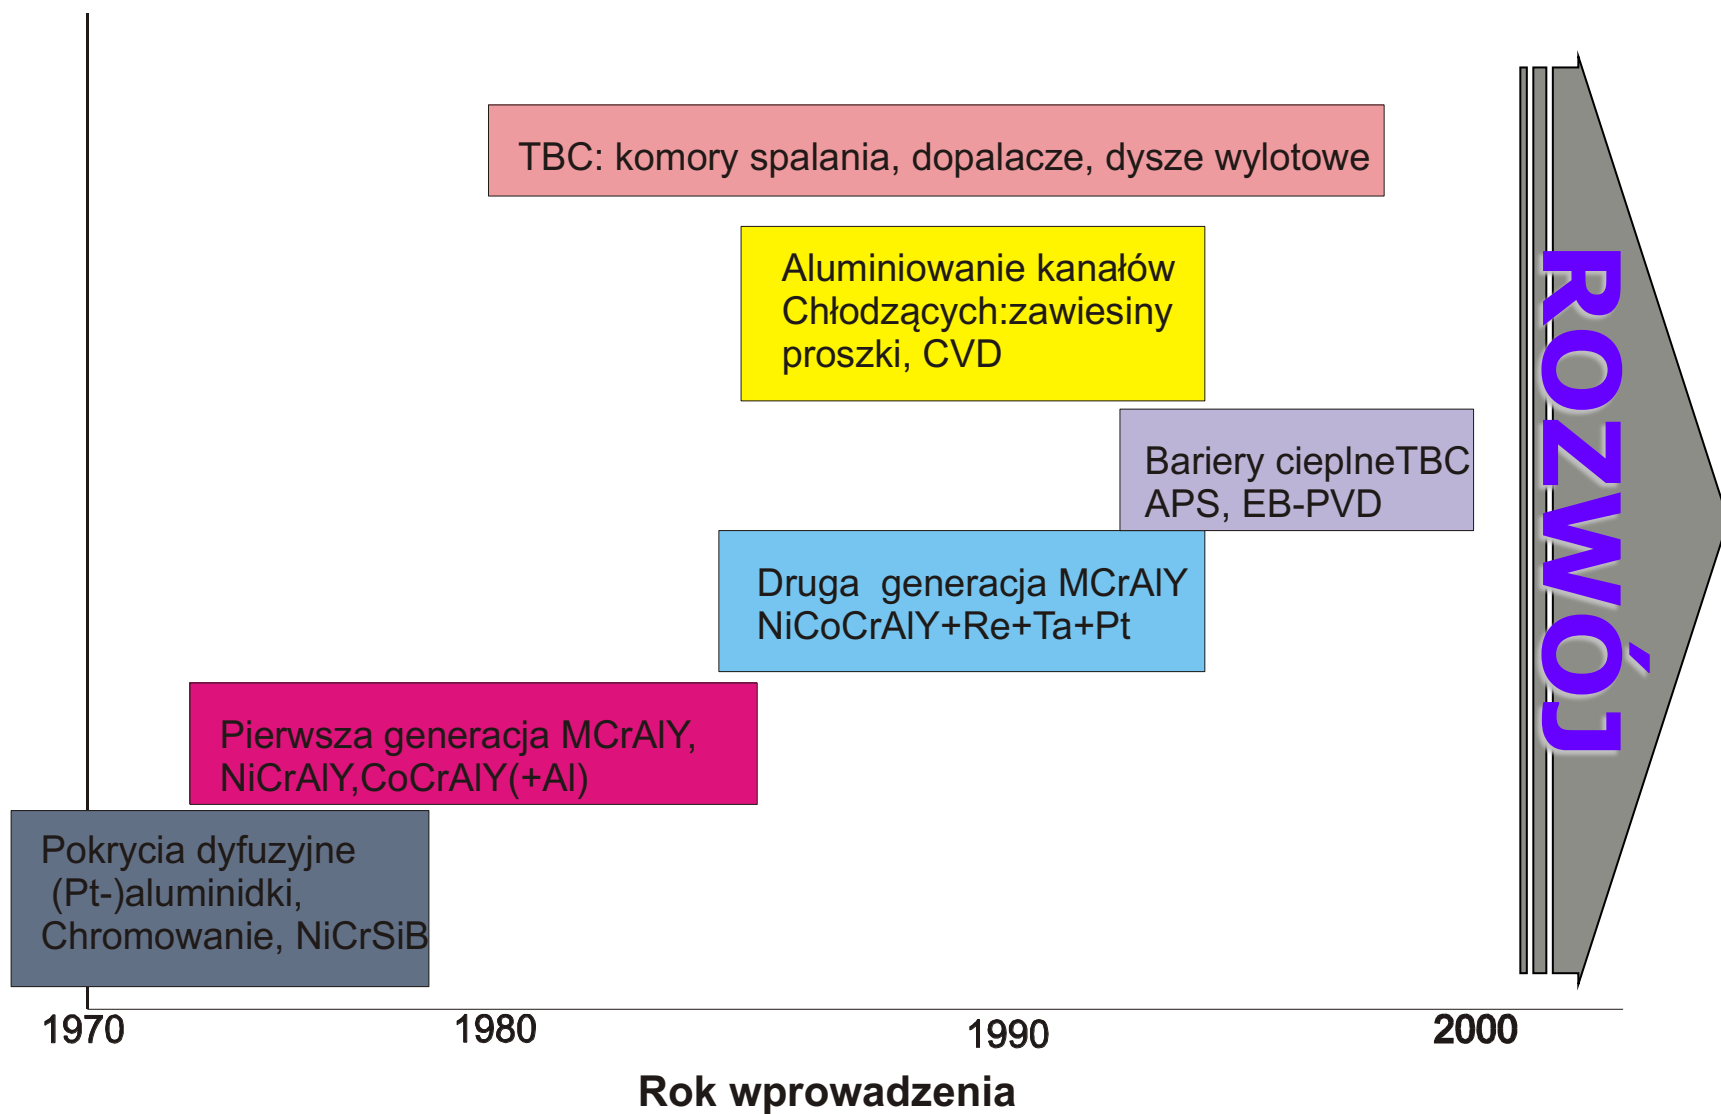 TBC: komory spalania, dopalacze, dysze wylotowe
Aluminiowanie kanałów
Chłodzących:zawiesiny
proszki, CVD
Bariery cieplneTBC
APS, EB-PVD
Druga  generacja MCrAlY
NiCoCrAlY+Re+Ta+Pt
Pierwsza generacja MCrAlY,
NiCrAlY,CoCrAlY(+Al)
Pokrycia dyfuzyjne
(Pt-)aluminidki,
Chromowanie, NiCrSiB
ROZWÓJ
1970 1980 1990 2000
Rok wprowadzenia